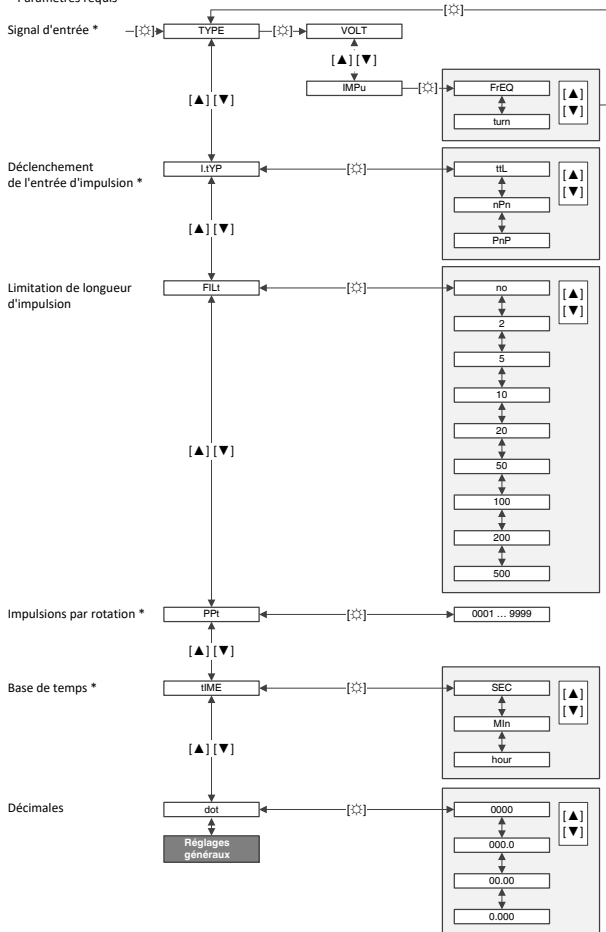 Paramètres requis
Signal d'entrée *
[☼]
TYPE
[☼]
VOLT
[☼]
[▲] [▼]
[▲] [▼]
IMPu
[☼]
FrEQ
turn
[▲]
[▼]
Déclenchement
de l'entrée d'impulsion *
I.tYP
[☼]
ttL
nPn
PnP
[▲]
[▼]
[▲] [▼]
Limitation de longueur
d'impulsion
FILt
[☼]
no
2
5
10
20
50
100
200
500
[▲]
[▼]
[▲] [▼]
Impulsions par rotation *
PPt
[☼]
0001 ... 9999
[▲] [▼]
Base de temps *
tIME
[☼]
SEC
MIn
hour
[▲]
[▼]
[▲] [▼]
Décimales
dot
[☼]
0000
000.0
00.00
0.000
[▲]
[▼]
Réglages
généraux